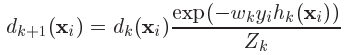 d_{k+1}(\mathbf{x}_i) = d_k(\mathbf{x}_i) \frac{\exp(-w_k y_i h_k(\mathbf{x}_i))}{Z_k}